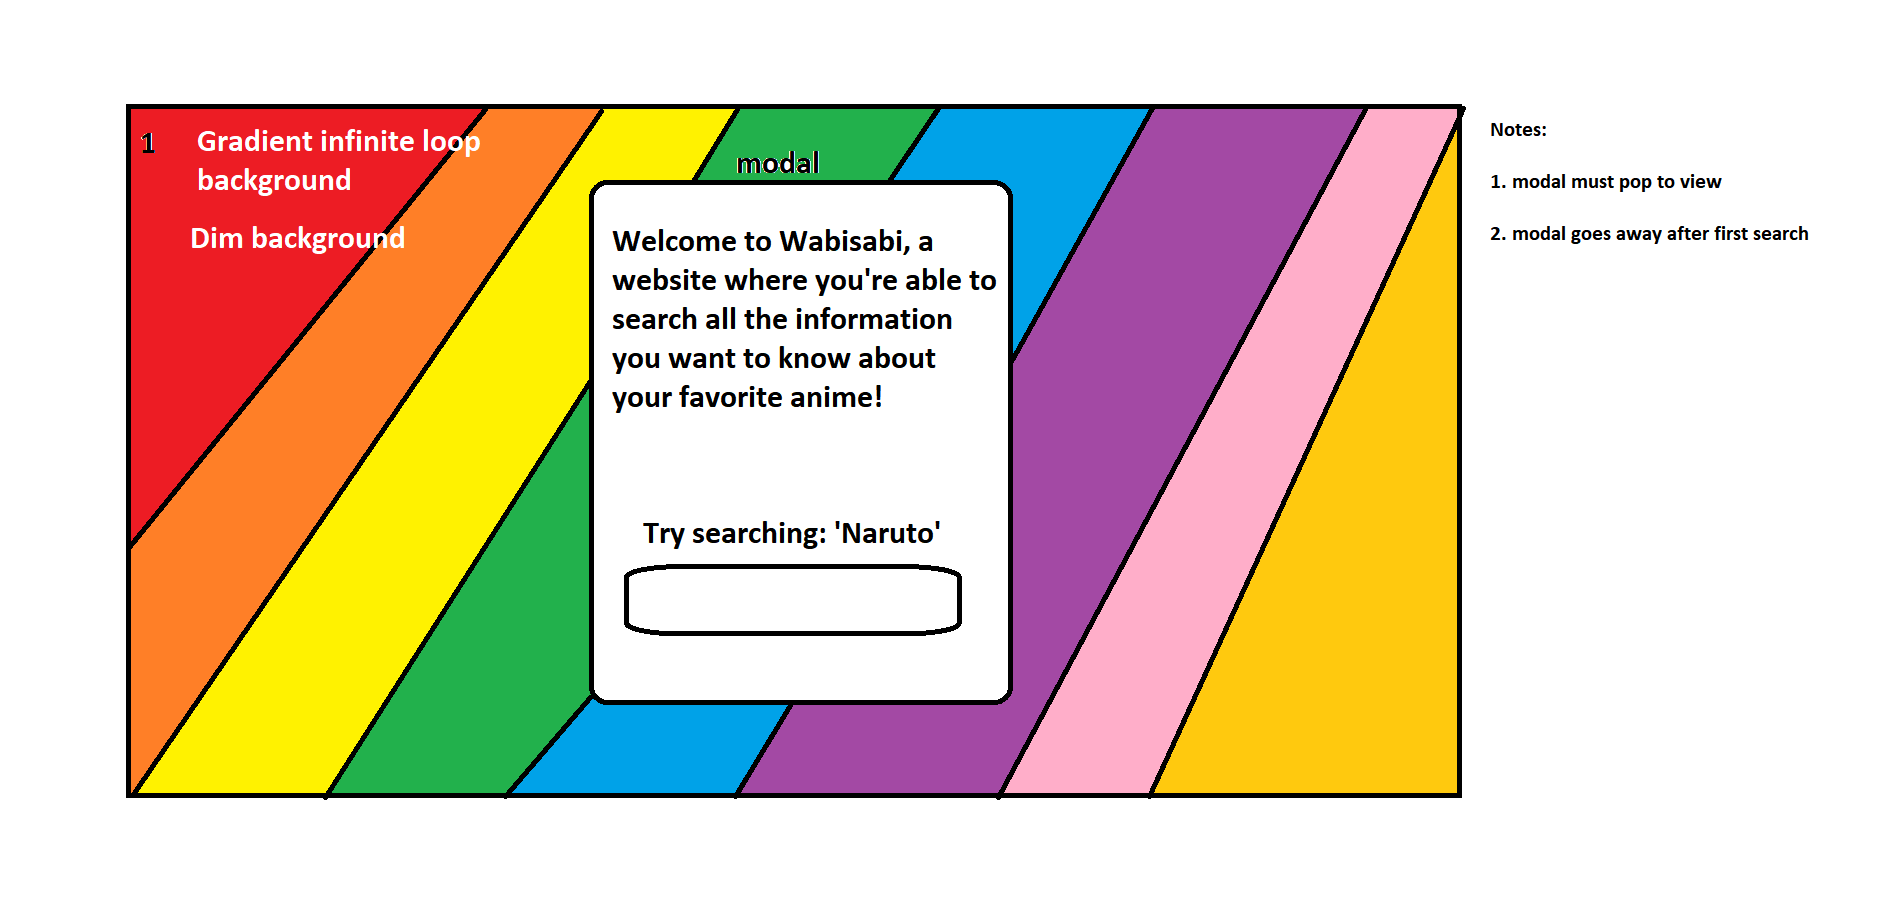 1
Gradient infinite loop
background
Dim background
modal
Welcome to Wabisabi, a
website where you're able to
search all the information
you want to know about
your favorite anime!
Try searching: 'Naruto'
Notes:
1. modal must pop to view
2. modal goes away after first search